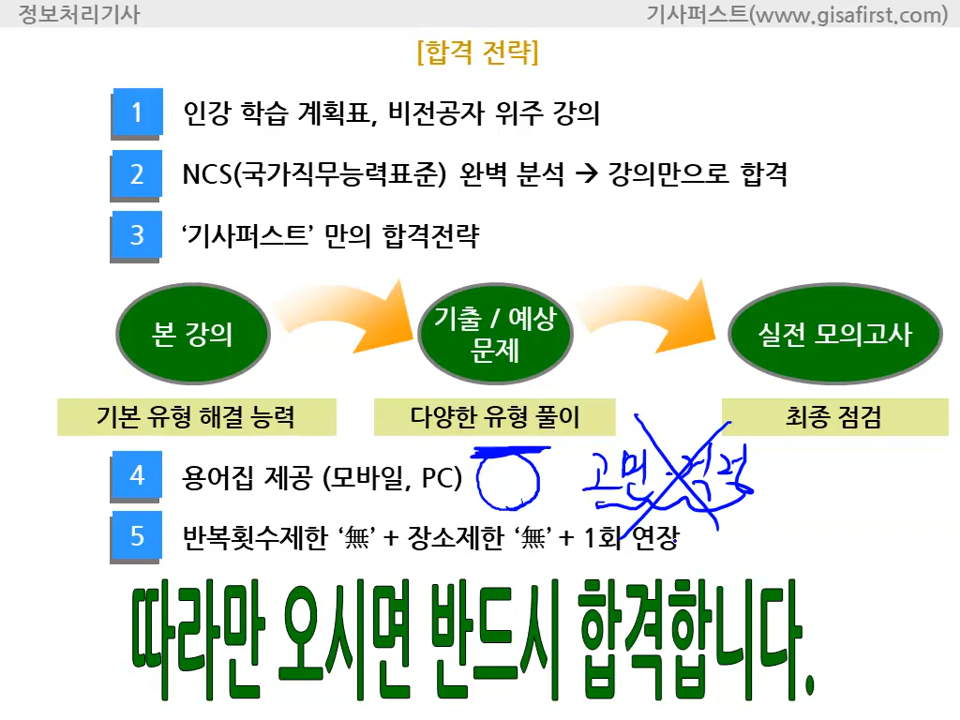 정보처리기사
기사퍼스트(www.gisafirst.com)
[합격 전략]
1 인강 학습 계획표, 비전공자 위주 강의
2 NCS(국가직무능력표준) 완벽 분석 → 강의만으로 합격
3 ‘기사퍼스트’ 만의 합격전략
본 강의
기출 / 예상
문제
실전 모의고사
기본 유형 해결 능력
다양한 유형 풀이
최종 점검
4 용어집 제공 (모바일, PC)
고민 걱정
5 반복횟수제한 ‘無’ + 장소제한 ‘無’ + 1회 연장
따라만 오시면 반드시 합격합니다.